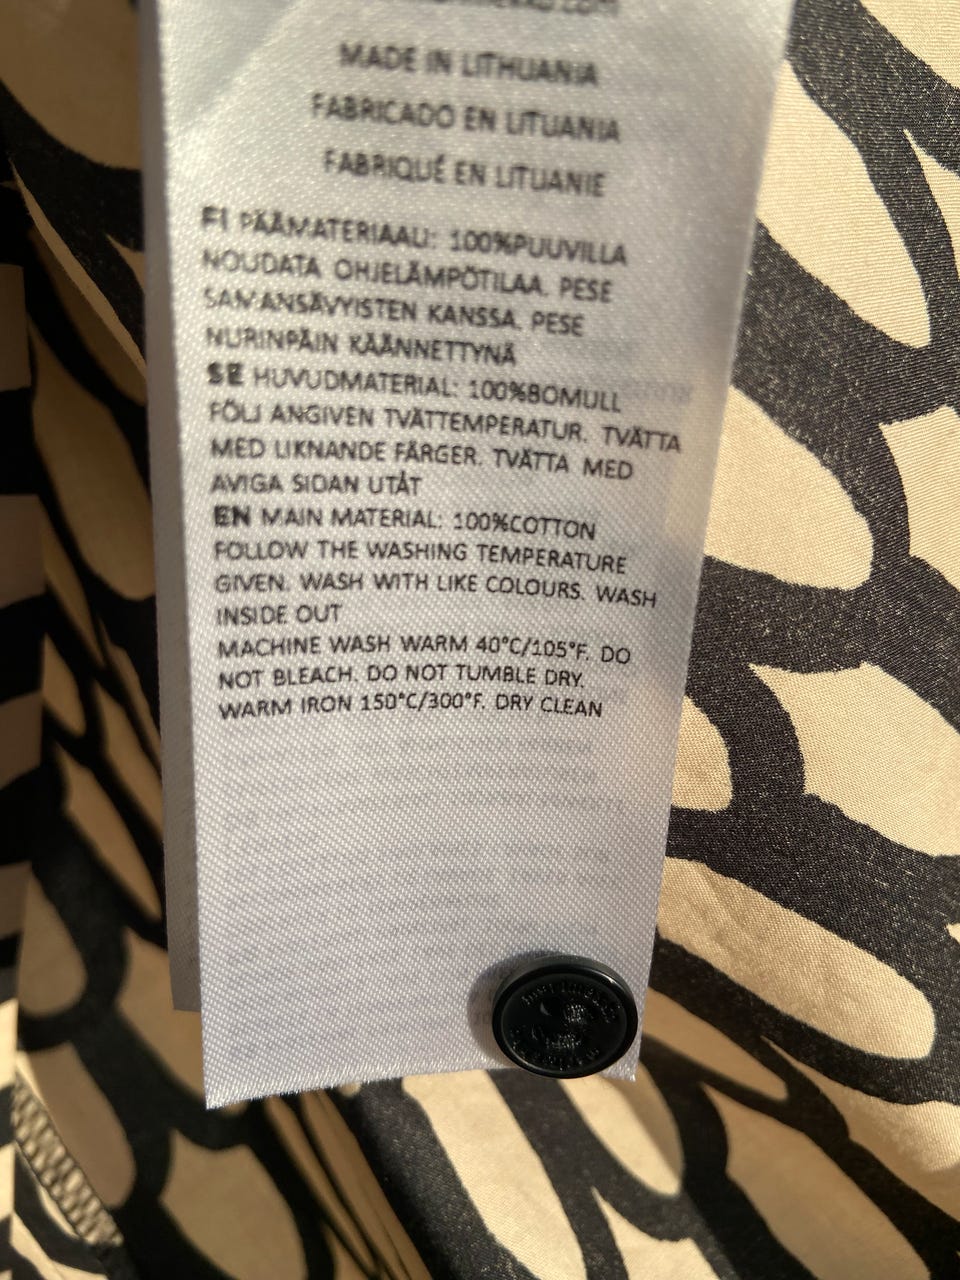 MADE IN LITHUANIA
FABRICADO EN LITUANIA
FABRIQUÉ EN LITUANIE
FI PÄÄMATERIAALI: 100%PUUVILLA
NOUDATA OHJELÄMPÖTILAA. PESE
SAMANSÄVYISTEN KANSSA. PESE
NURINPÄIN KÄÄNNETTYNÄ
SE HUVUDMATERIAL: 100%BOMULL
FÖLJ ANGIVEN TVÄTTEMPERATUR. TVÄTTA
MED LIKNANDE FÄRGER. TVÄTTA MED
AVIGA SIDAN UTÅT
EN MAIN MATERIAL: 100%COTTON
FOLLOW THE WASHING TEMPERATURE
GIVEN. WASH WITH LIKE COLOURS. WASH
INSIDE OUT
MACHINE WASH WARM 40°C/105°F. DO
NOT BLEACH. DO NOT TUMBLE DRY.
WARM IRON 150°C/300°F. DRY CLEAN